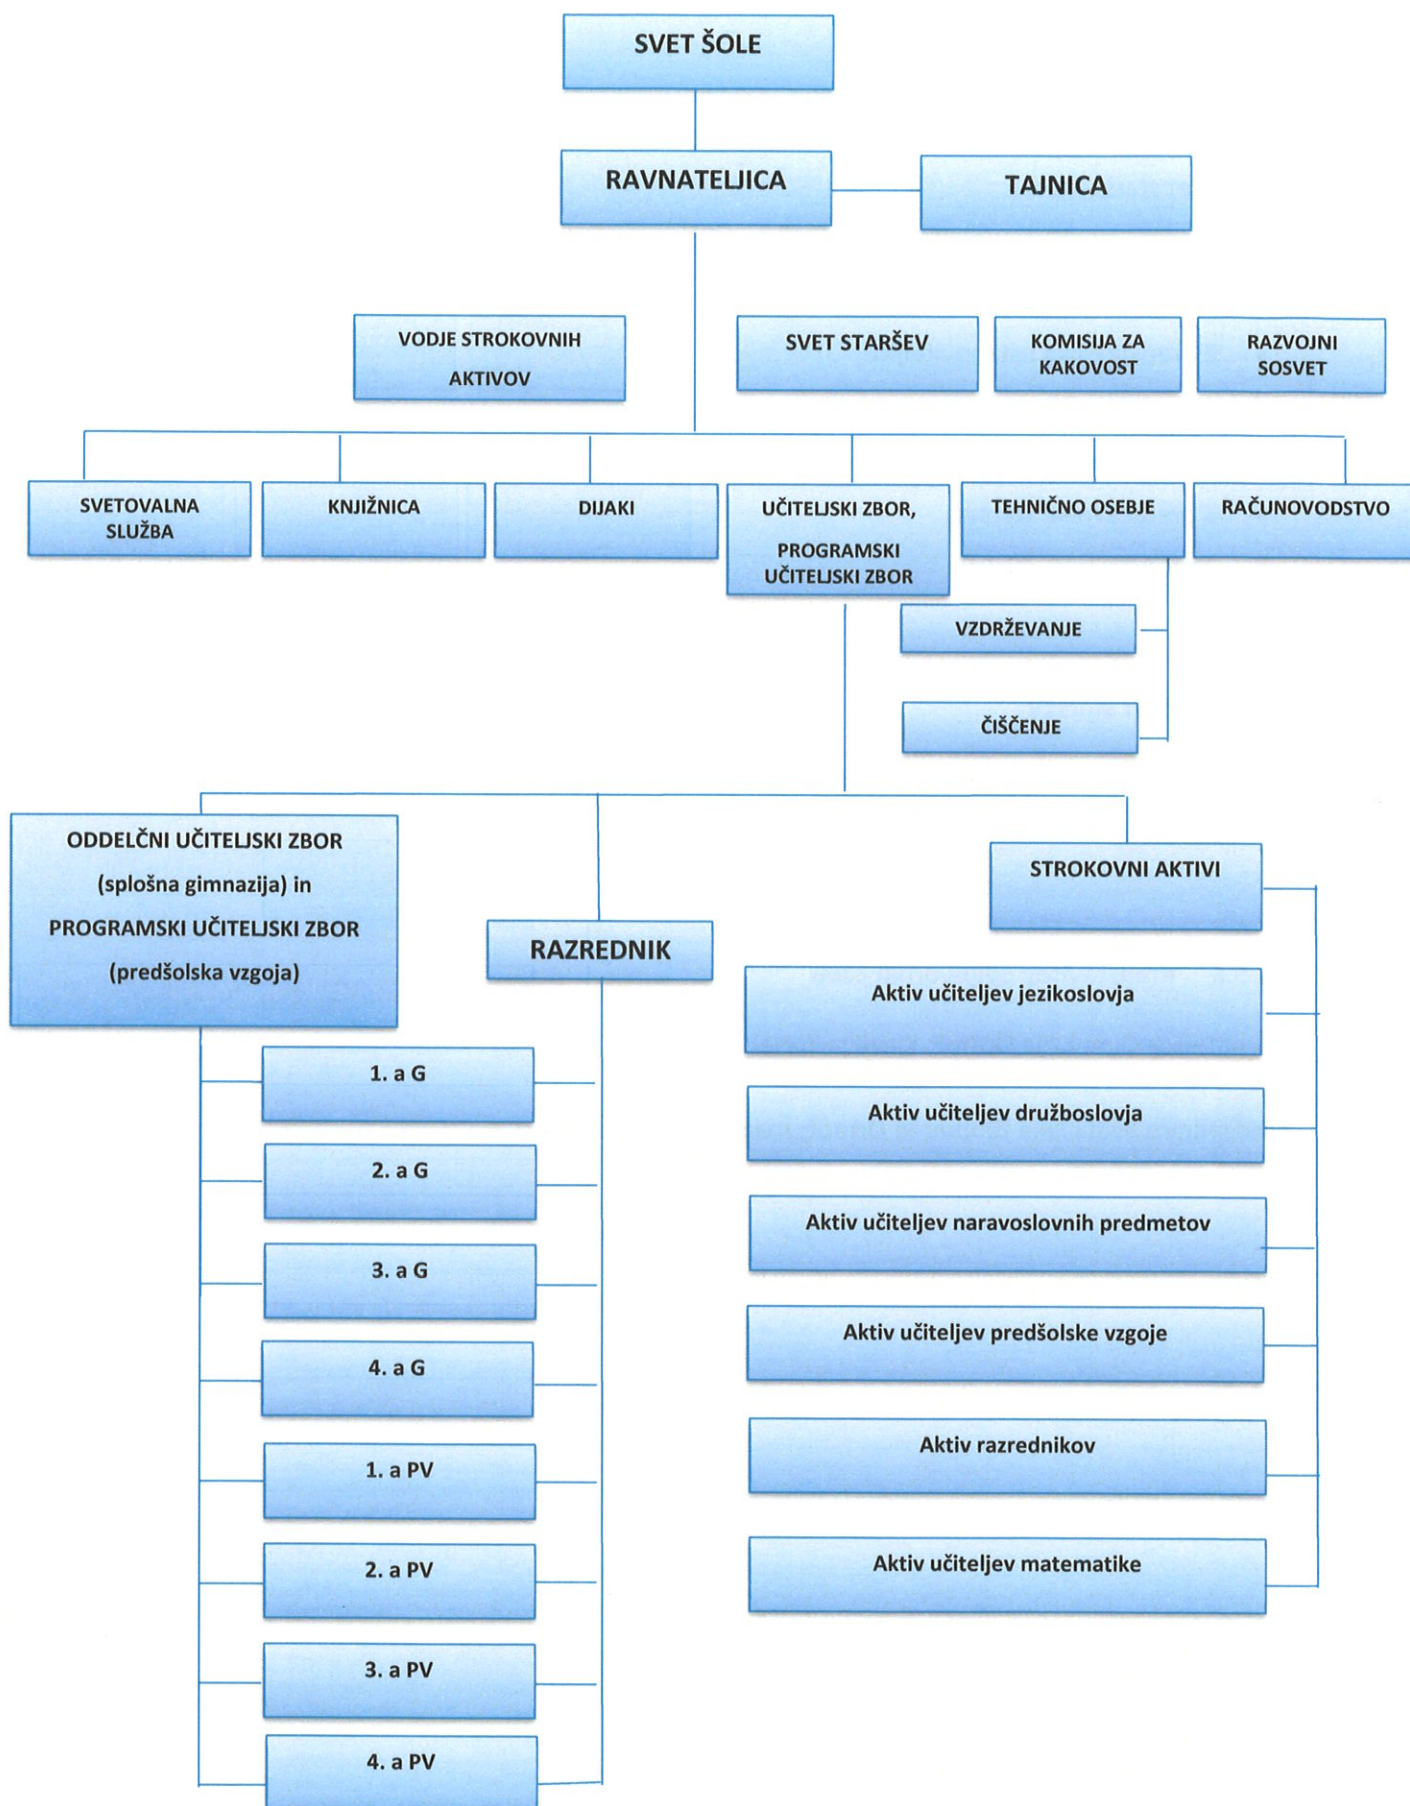 SVET ŠOLE
RAVNATELJICA
TAJNICA
VODJE STROKOVNIH
AKTIVOV
SVET STARŠEV
KOMISIJA ZA
KAKOVOST
RAZVOJNI
SOSVET
SVETOVALNA
SLUŽBA
KNJIŽNICA
DIJAKI
UČITELJSKI ZBOR,
PROGRAMSKI
UČITELJSKI ZBOR
TEHNIČNO OSEBJE
RAČUNOVODSTVO
VZDRŽEVANJE
ČIŠČENJE
ODDELČNI UČITELJSKI ZBOR
(splošna gimnazija) in
PROGRAMSKI UČITELJSKI ZBOR
(predšolska vzgoja)
RAZREDNIK
STROKOVNI AKTIVI
1. a G
2. a G
3. a G
4. a G
1. a PV
2. a PV
3. a PV
4. a PV
Aktiv učiteljev jezikoslovja
Aktiv učiteljev družboslovja
Aktiv učiteljev naravoslovnih predmetov
Aktiv učiteljev predšolske vzgoje
Aktiv razrednikov
Aktiv učiteljev matematike